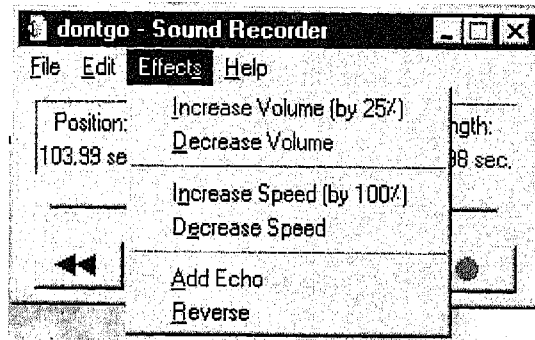 dontgo - Sound Recorder
File Edit Effects Help
Position:
103.99 se
Increase Volume (by 25%)
Decrease Volume
Increase Speed (by 100%)
Decrease Speed
Add Echo
Reverse
ngth:
98 sec.